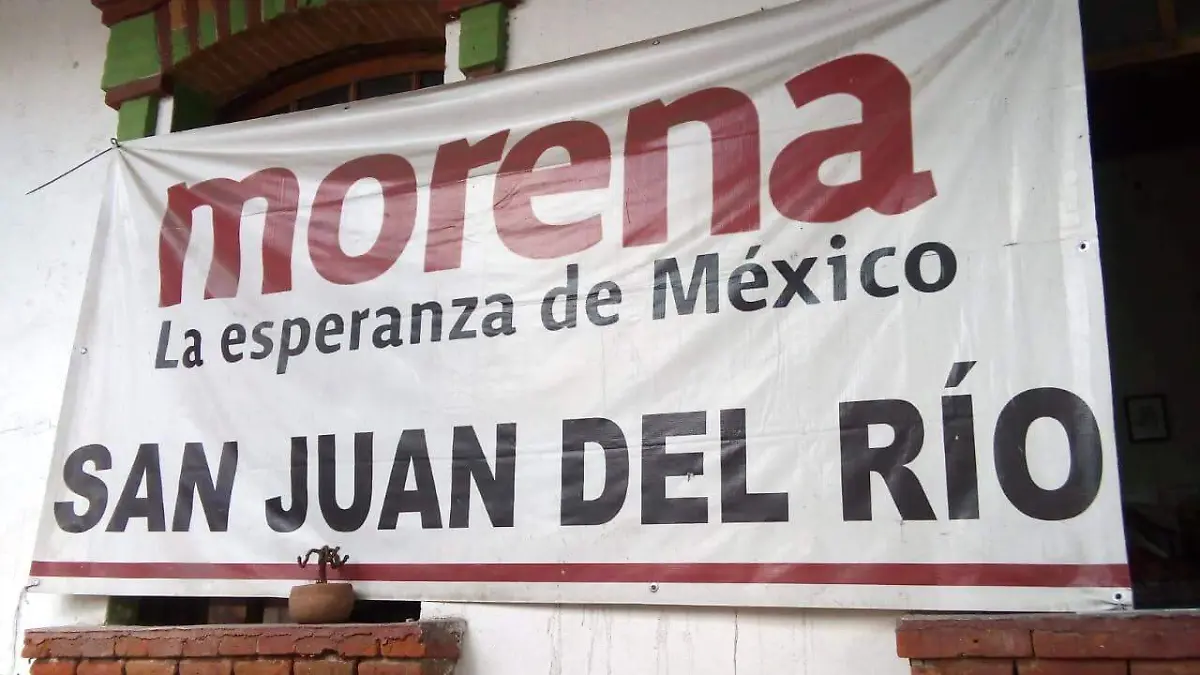 morena
La esperanza de México
SAN JUAN DEL RÍO